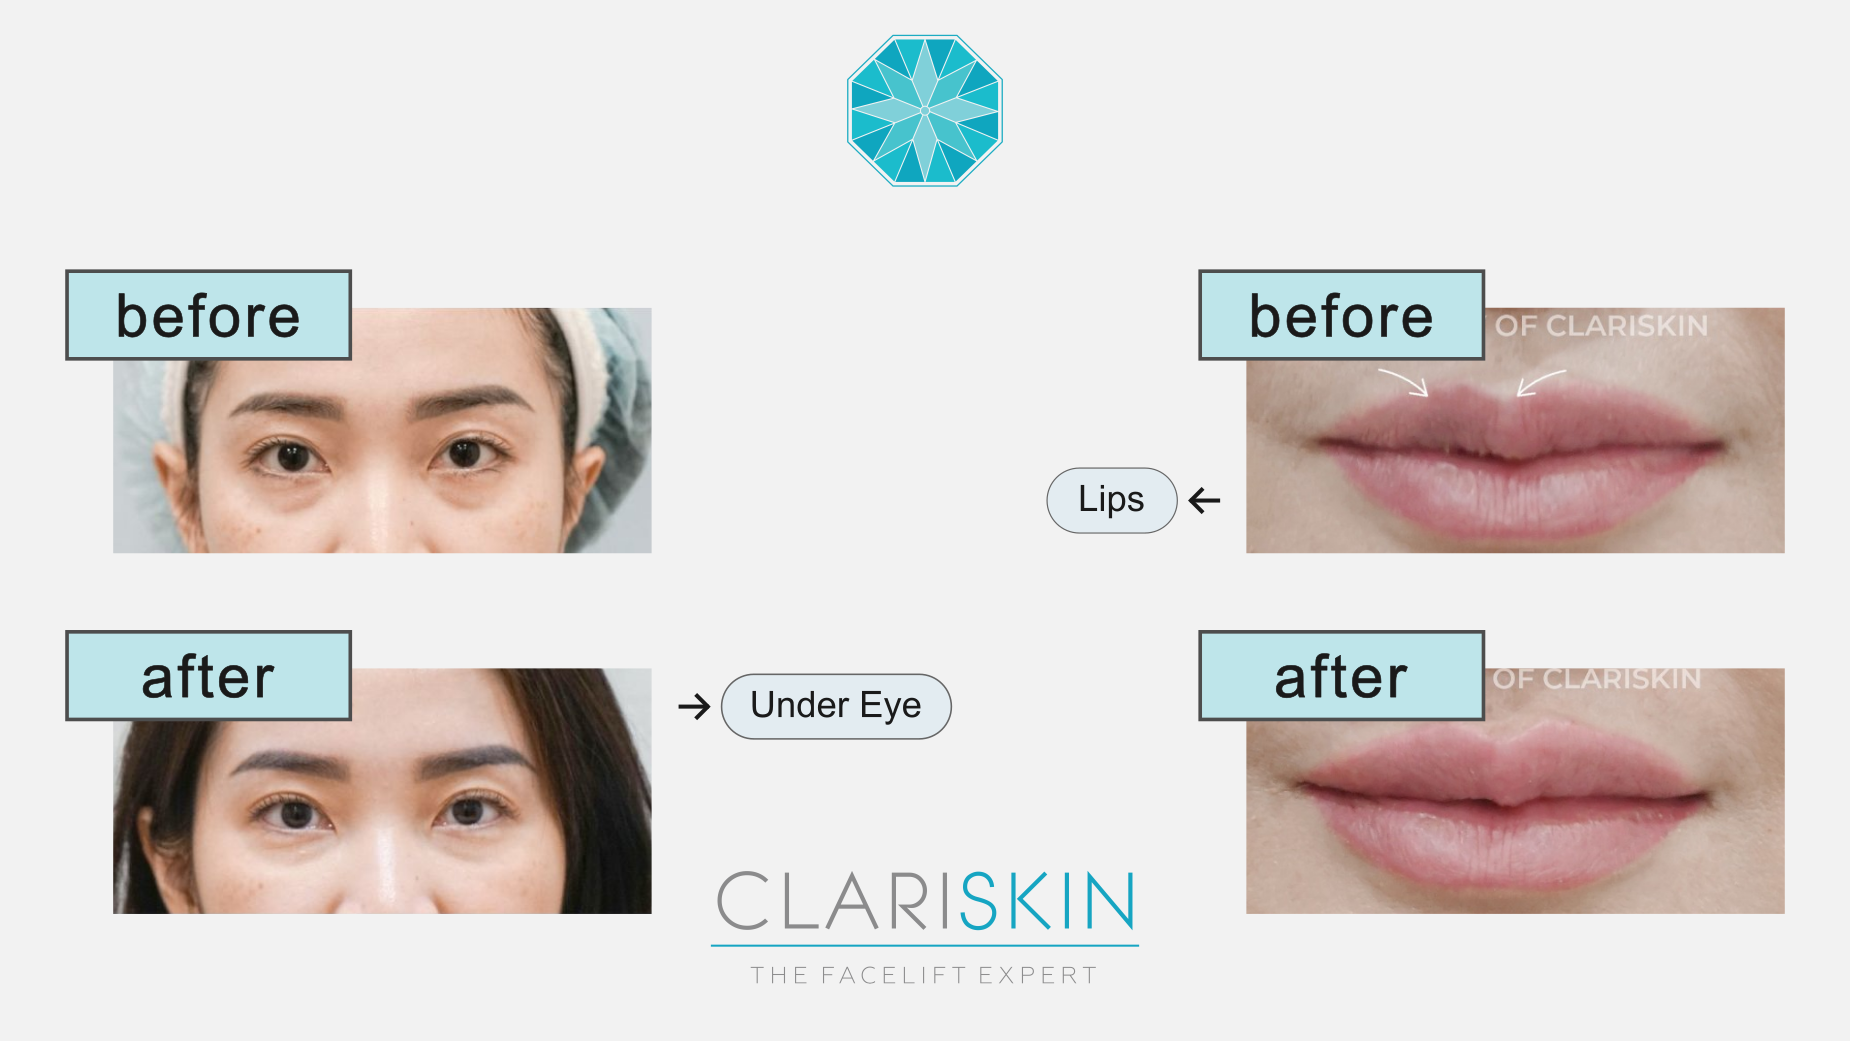 before
before
OF CLARISKIN
Lips
after
after
OF CLARISKIN
Under Eye
CLARISKIN
THE FACELIFT EXPERT